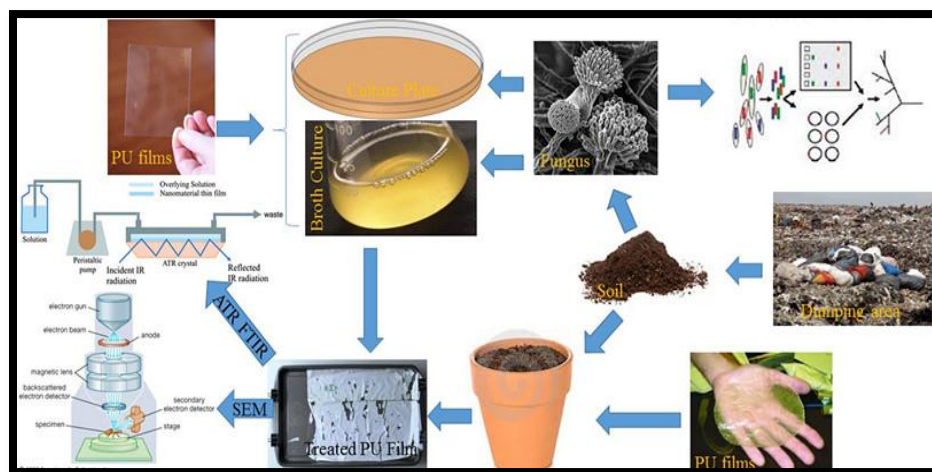 PU films
Culture Plate
Broth Culture
Fungus
Overlying Solution
Nanomaterial thin film
Solution
Peristaltic
pump
waste
ATR crystal
Incident IR
radiation
Reflected
IR radiation
ATR FTIR
Soil
Dumping area
electron gun
electron beam
anode
magnetic lens
backscattered
electron detector
secondary
electron detector
specimen
stage
SEM
Treated PU Film
PU films